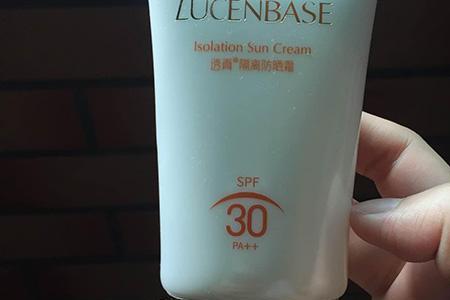 LUCENBASE
Isolation Sun Cream
透真®隔离防晒霜
SPF
30
PA++